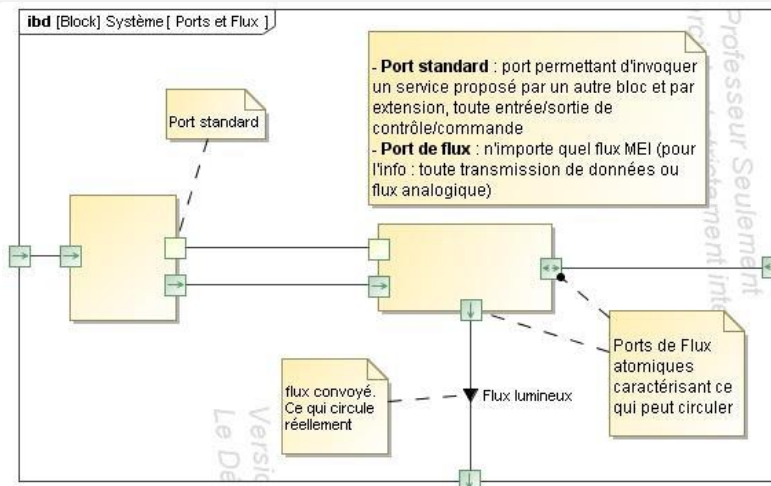 ibd [Block] Système [ Ports et Flux ]
- Port standard : port permettant d'invoquer
un service proposé par un autre bloc et par
extension, toute entrée/sortie de
contrôle/commande
- Port de flux : n'importe quel flux MEI (pour
l'info : toute transmission de données ou
flux analogique)
Port standard
Ports de Flux
atomiques
caractérisant ce
qui peut circuler
flux convoyé.
Ce qui circule
réellement
Flux lumineux
Professeur Seulement
Versio
Le Dé